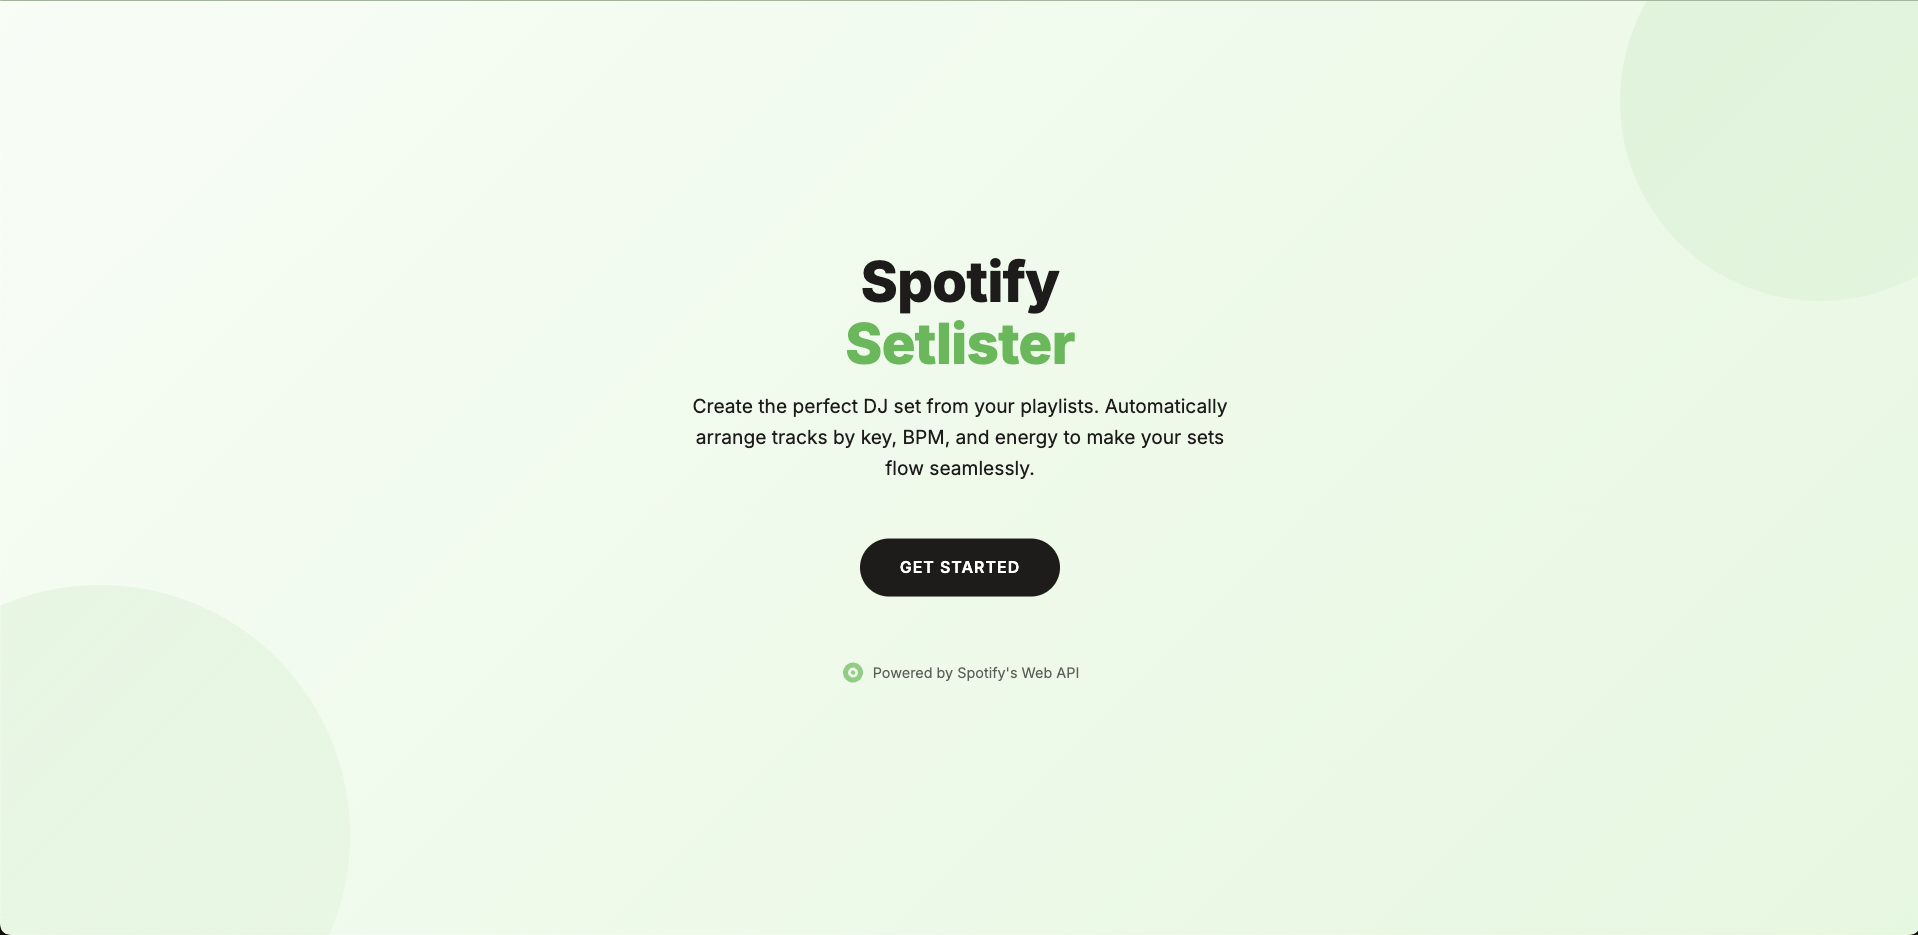 Spotify
Setlister
Create the perfect DJ set from your playlists. Automatically
arrange tracks by key, BPM, and energy to make your sets
flow seamlessly.
GET STARTED
Powered by Spotify's Web API